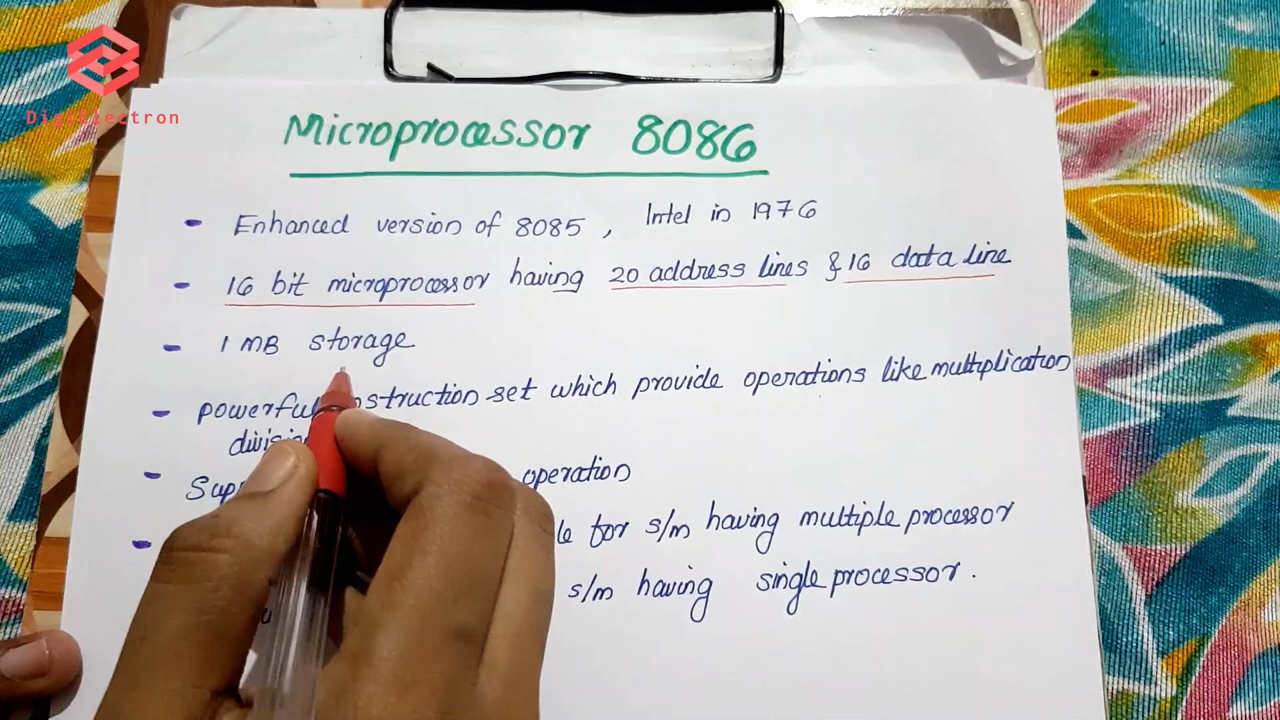 DigiElectron
Microprocessor 8086
- Enhanced version of 8085 , Intel in 1976
- 16 bit microprocessor having 20 address lines & 16 data line
- 1 MB storage
- powerful instruction set which provide operations like multiplication
operation
for s/m having multiple processor
s/m having single processor.